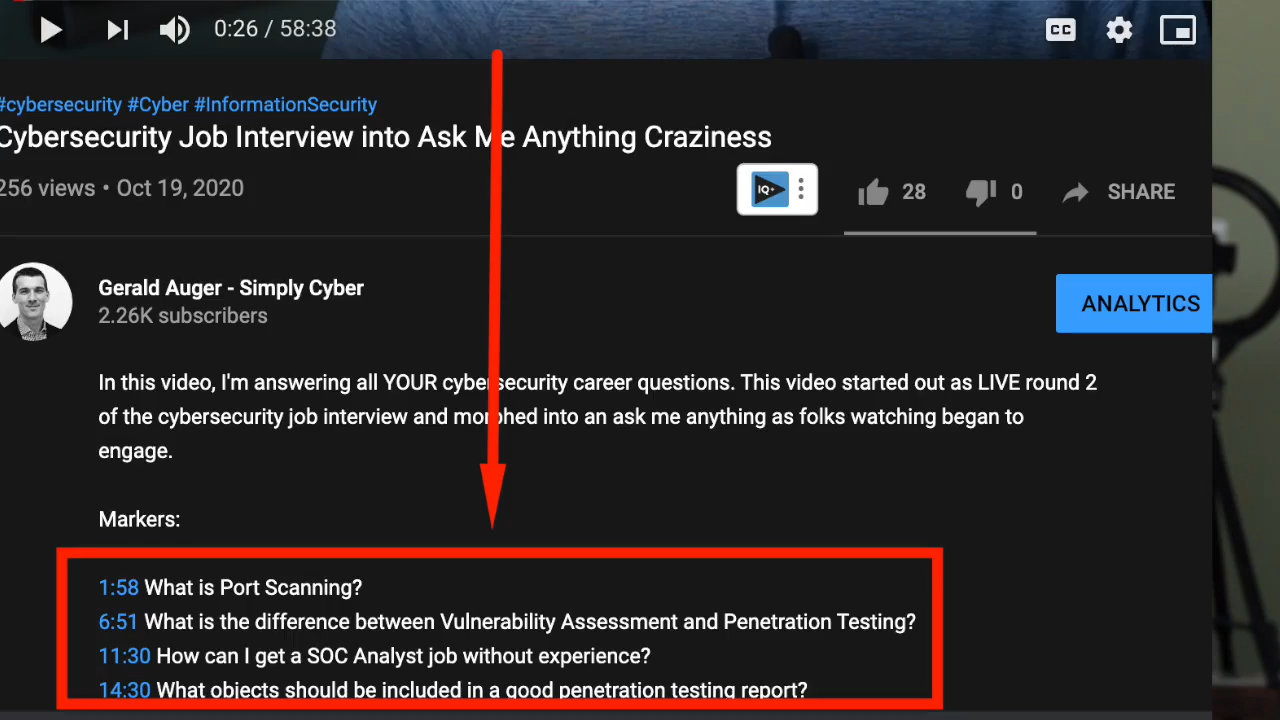 0:26 / 58:38
CC
#cybersecurity #Cyber #InformationSecurity
Cybersecurity Job Interview into Ask Me Anything Craziness
256 views • Oct 19, 2020
IQ+
28
0
SHARE
Gerald Auger - Simply Cyber
2.26K subscribers
ANALYTICS
In this video, I'm answering all YOUR cybersecurity career questions. This video started out as LIVE round 2
of the cybersecurity job interview and morphed into an ask me anything as folks watching began to
engage.
Markers:
1:58 What is Port Scanning?
6:51 What is the difference between Vulnerability Assessment and Penetration Testing?
11:30 How can I get a SOC Analyst job without experience?
14:30 What objects should be included in a good penetration testing report?